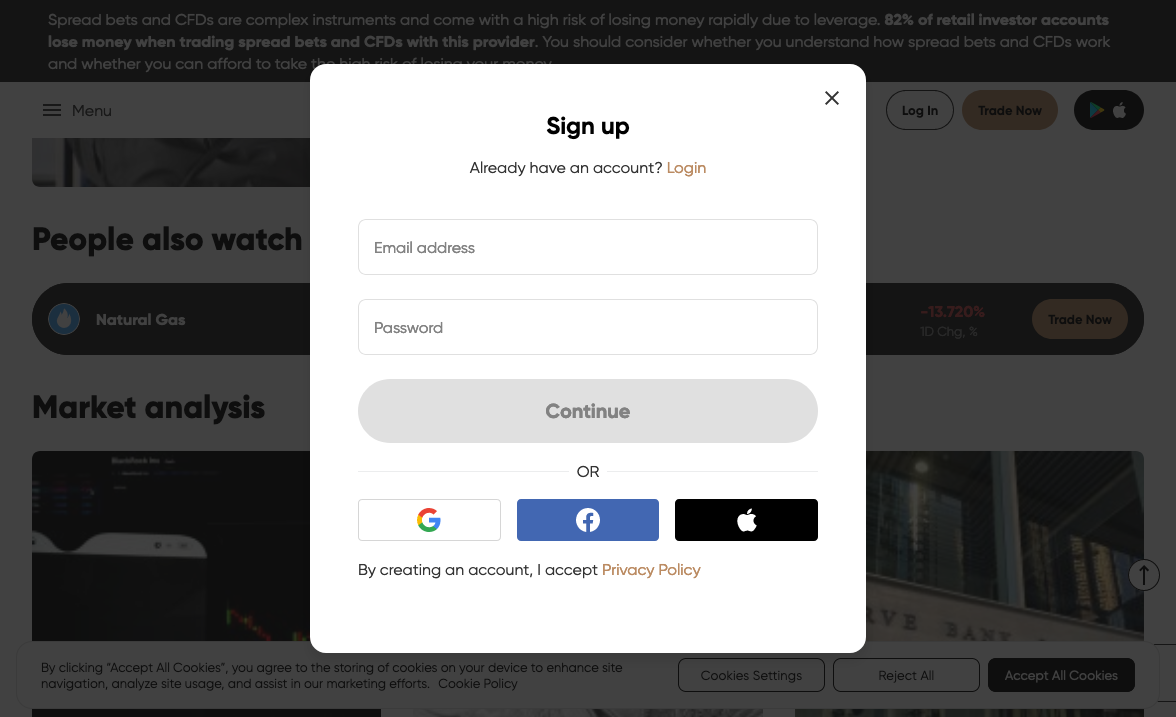 Spread bets and CFDs are complex instruments and come with a high risk of losing money rapidly due to leverage. 82% of retail investor accounts
lose money when trading spread bets and CFDs with this provider. You should consider whether you understand how spread bets and CFDs work
and whether you can afford to take the high risk of losing your money.
Menu
Log In
Trade Now
Sign up
Already have an account? Login
Email address
Password
Continue
OR
By creating an account, I accept Privacy Policy
People also watch
Natural Gas
-13.720%
1D Chg, %
Trade Now
Market analysis
RVE BANK
By clicking “Accept All Cookies”, you agree to the storing of cookies on your device to enhance site
navigation, analyze site usage, and assist in our marketing efforts. Cookie Policy
Cookies Settings
Reject All
Accept All Cookies